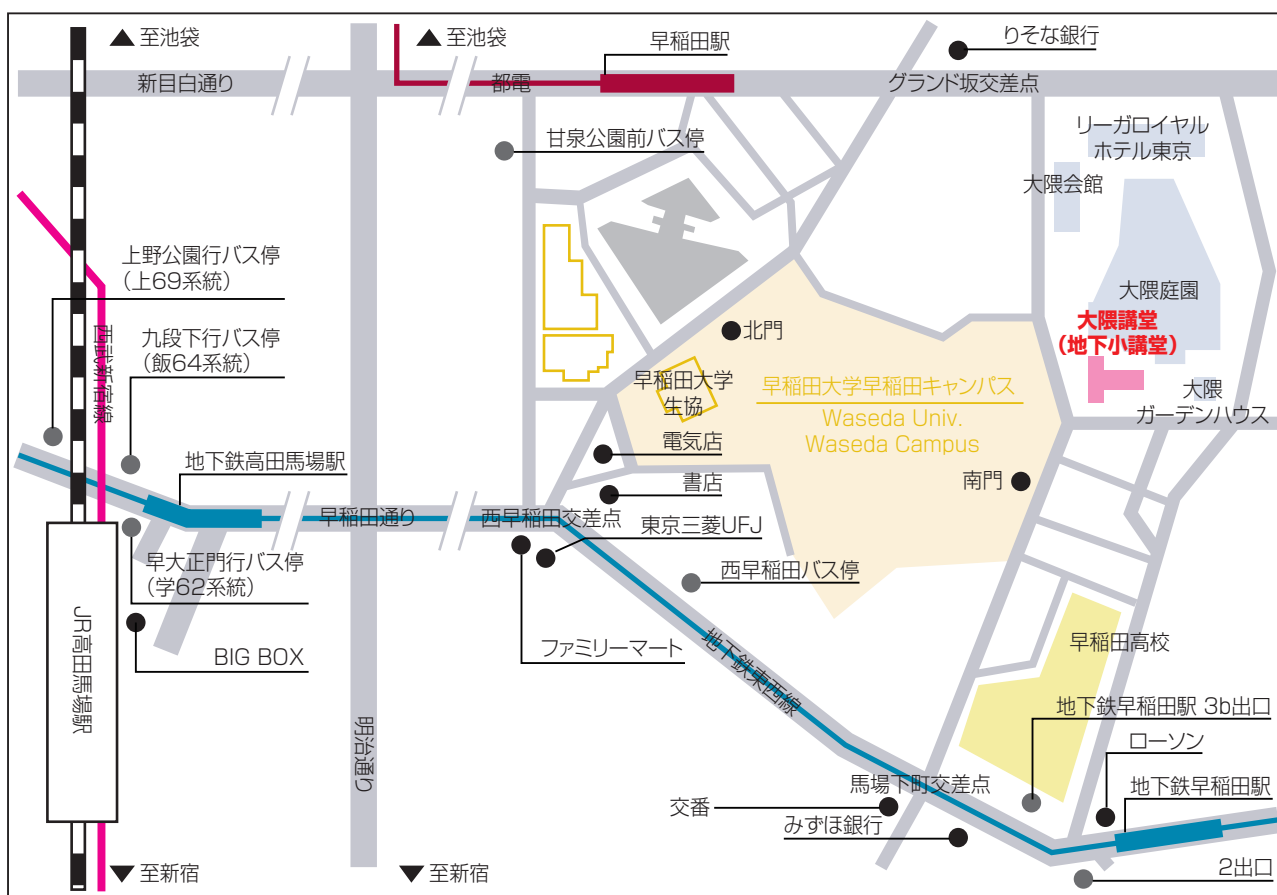 ▲ 至池袋
▲ 至池袋
早稲田駅
りそな銀行
新目白通り
都電
グランド坂交差点
甘泉公園前バス停
リーガロイヤル
ホテル東京
大隈会館
上野公園行バス停
(上69系統)
大隈庭園
大隈講堂
(地下小講堂)
西武新宿線
九段下行バス停
(飯64系統)
北門
早稲田大学
生協
早稲田大学早稲田キャンパス
Waseda Univ.
Waseda Campus
大隈
ガーデンハウス
電気店
地下鉄高田馬場駅
書店
南門
早稲田通り
西早稲田交差点
東京三菱UFJ
早大正門行バス停
(学62系統)
西早稲田バス停
JR高田馬場駅
BIG BOX
ファミリーマート
地下鉄東西線
早稲田高校
明治通り
地下鉄早稲田駅 3b出口
ローソン
馬場下町交差点
地下鉄早稲田駅
交番
みずほ銀行
▼ 至新宿
▼ 至新宿
2出口